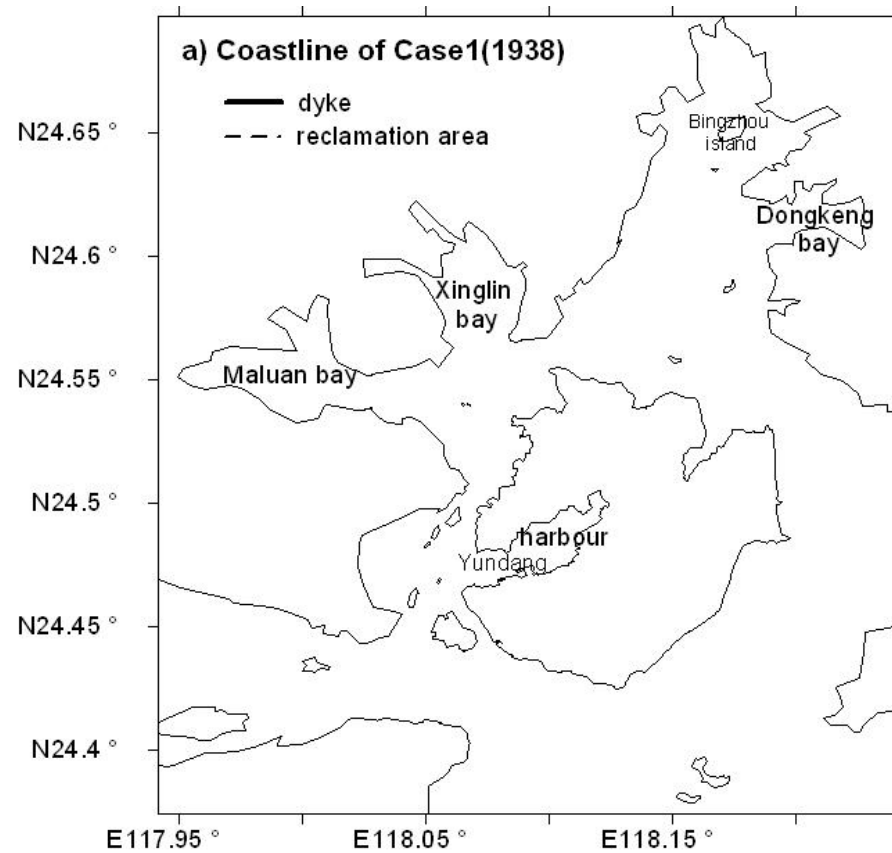 a) Coastline of Case1(1938)
dyke
reclamation area
N24.65 °
Bingzhou
island
Dongkeng
bay
N24.6 °
Xinglin
bay
Maluan bay
N24.55 °
N24.5 °
harbour
Yundang
N24.45 °
N24.4 °
E117.95 °
E118.05 °
E118.15 °